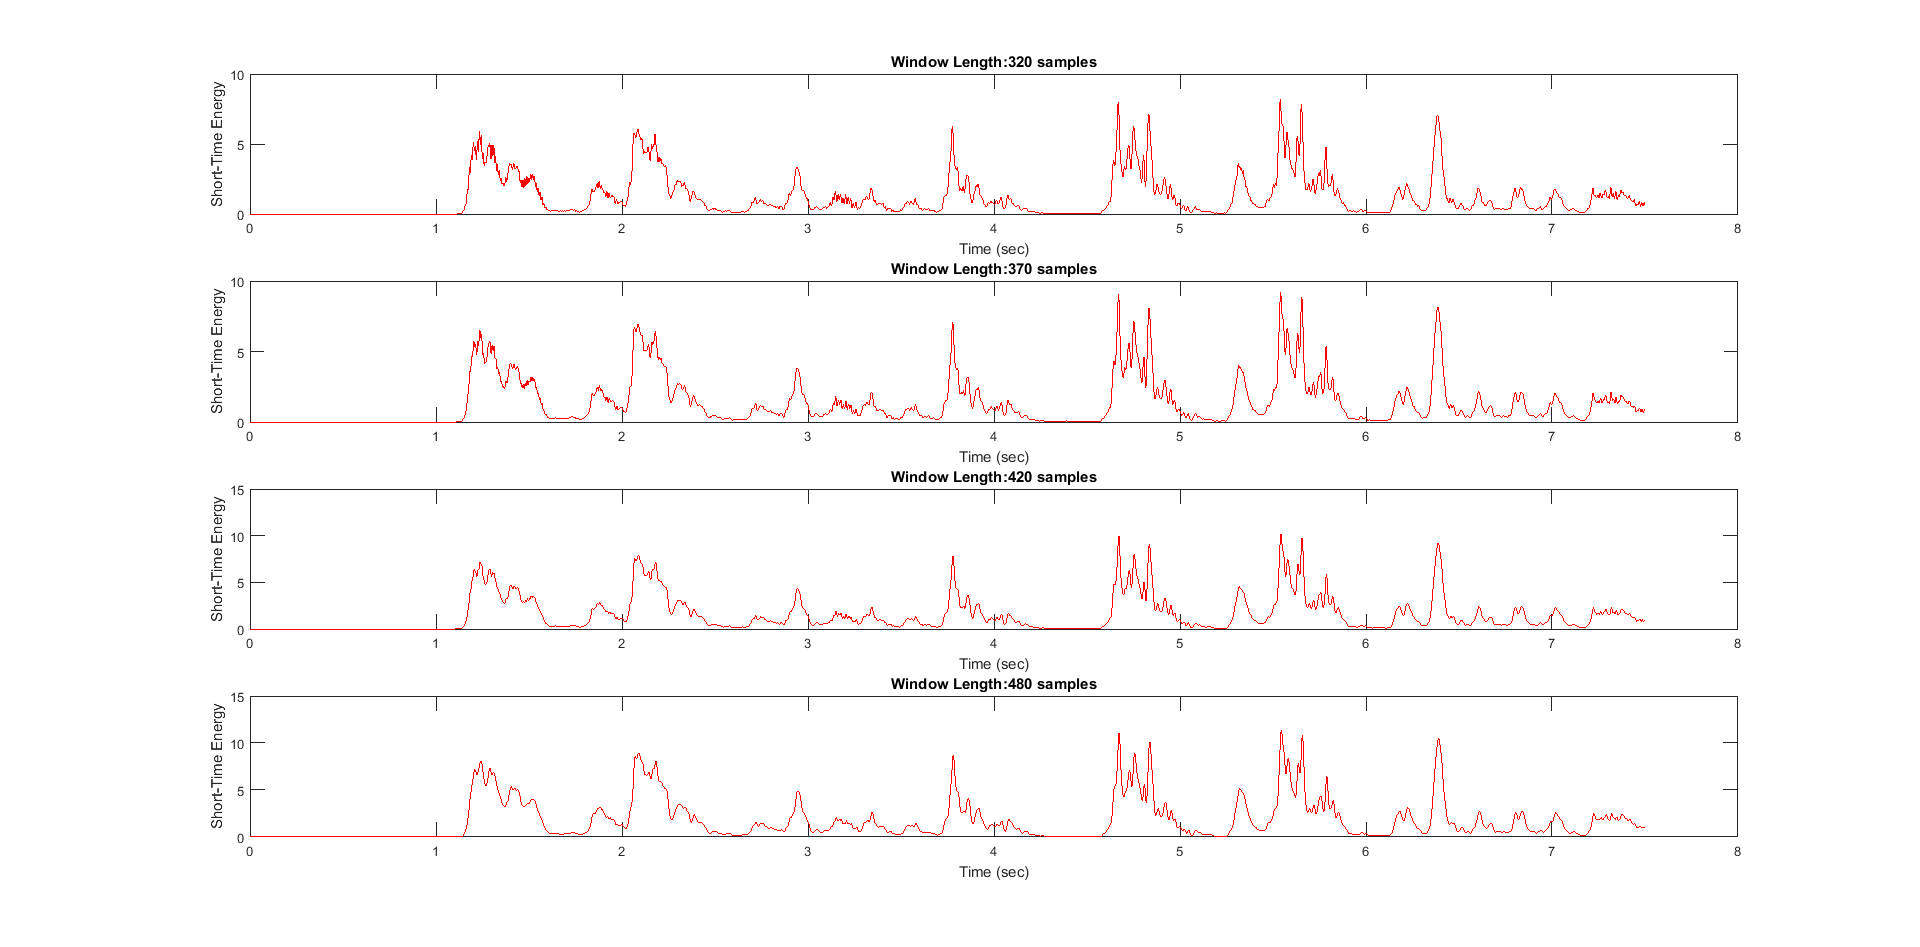 Window Length:320 samples
Short-Time Energy
10
5
0
0 1 2 3 4 5 6 7 8
Time (sec)
Window Length:370 samples
Short-Time Energy
10
5
0
0 1 2 3 4 5 6 7 8
Time (sec)
Window Length:420 samples
Short-Time Energy
15
10
5
0
0 1 2 3 4 5 6 7 8
Time (sec)
Window Length:480 samples
Short-Time Energy
15
10
5
0
0 1 2 3 4 5 6 7 8
Time (sec)